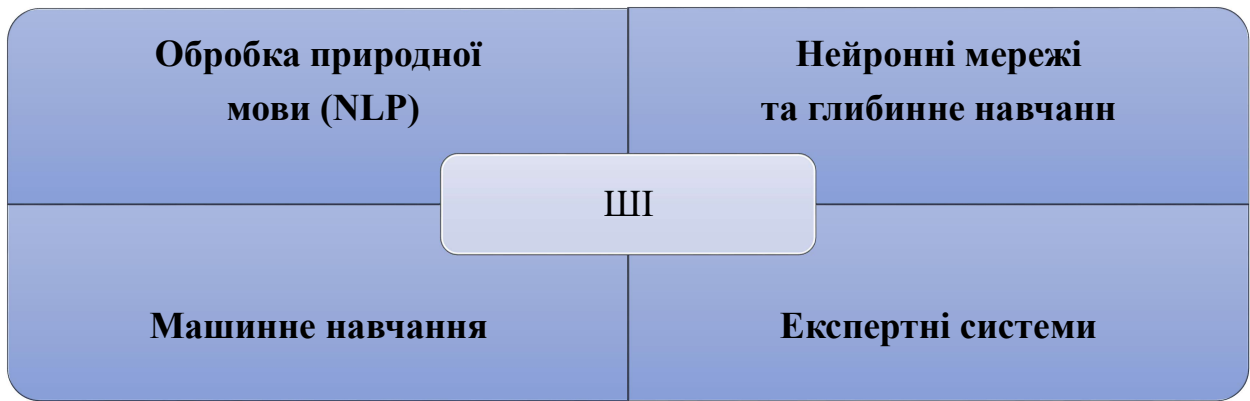 Обробка природної
мови (NLP)
Нейронні мережі
та глибинне навчанн
ШІ
Машинне навчання
Експертні системи